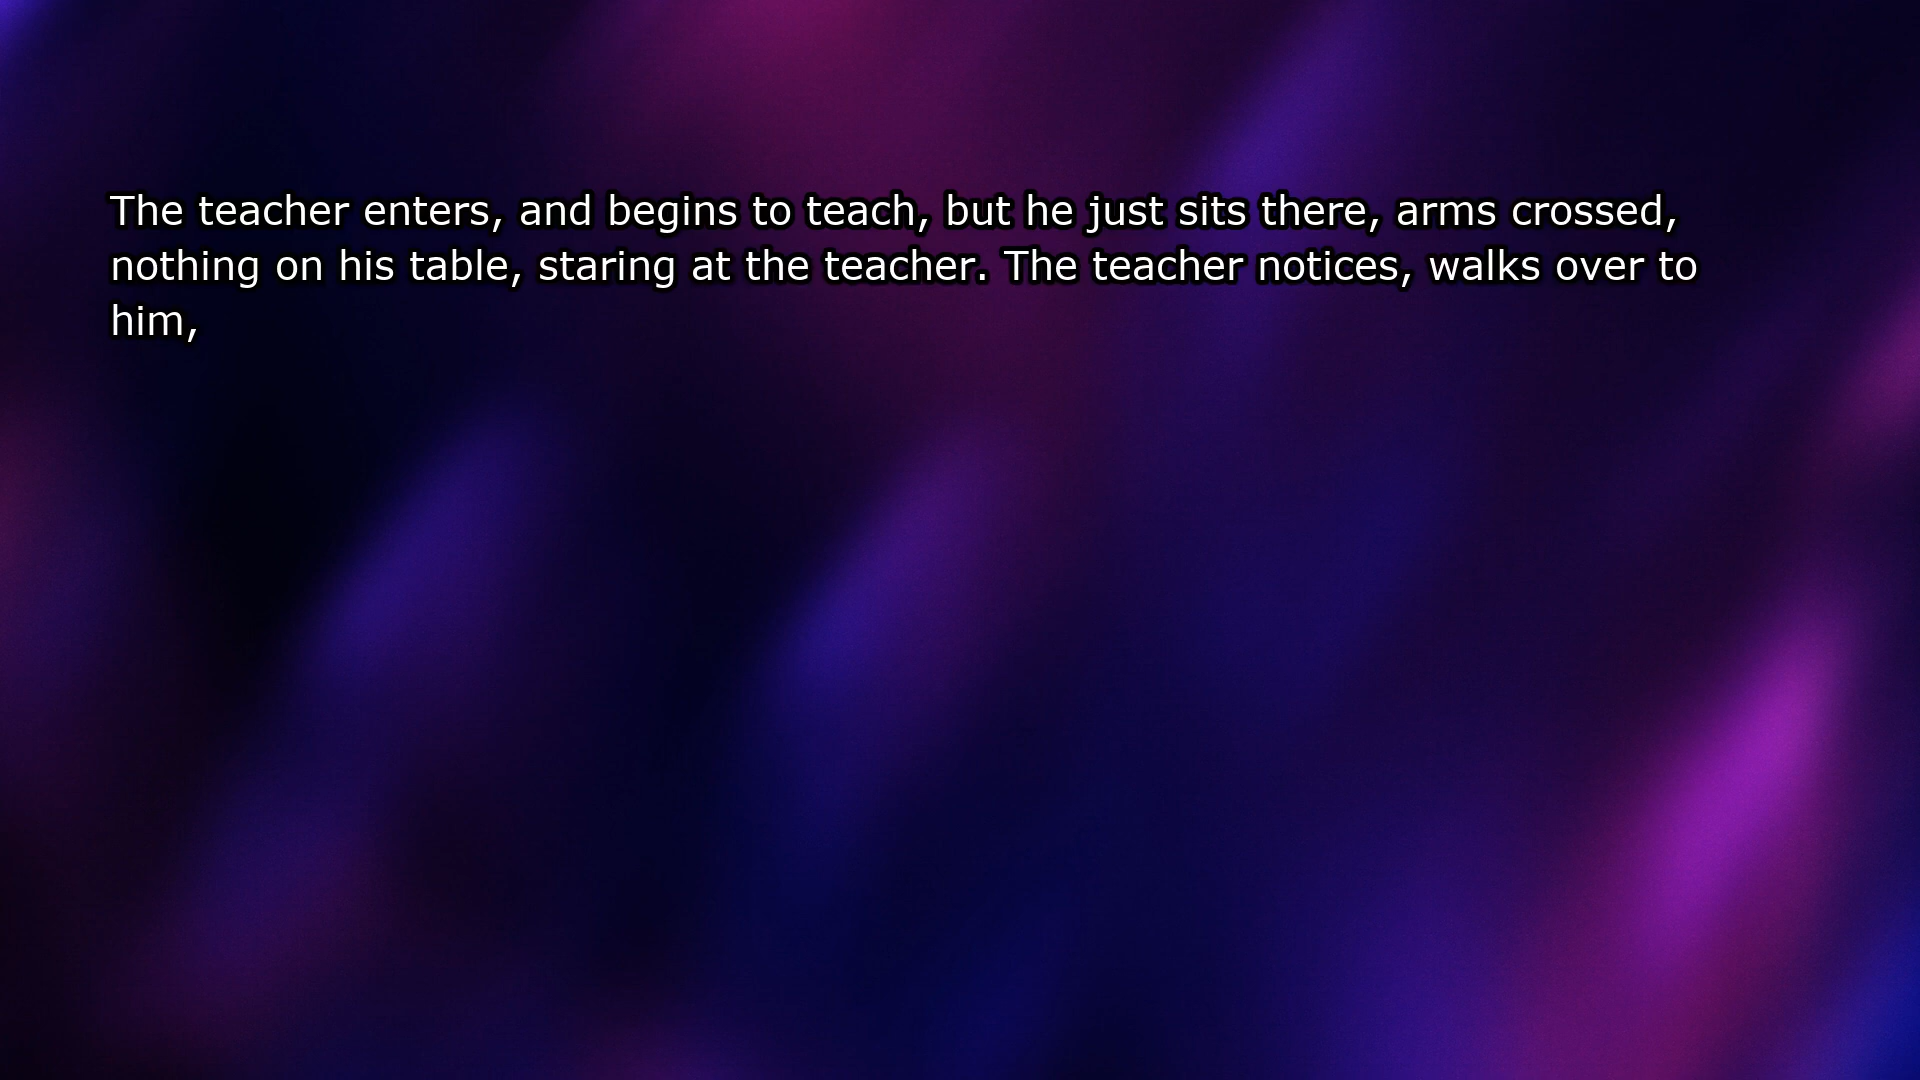 The teacher enters, and begins to teach, but he just sits there, arms crossed,
nothing on his table, staring at the teacher. The teacher notices, walks over to
him,